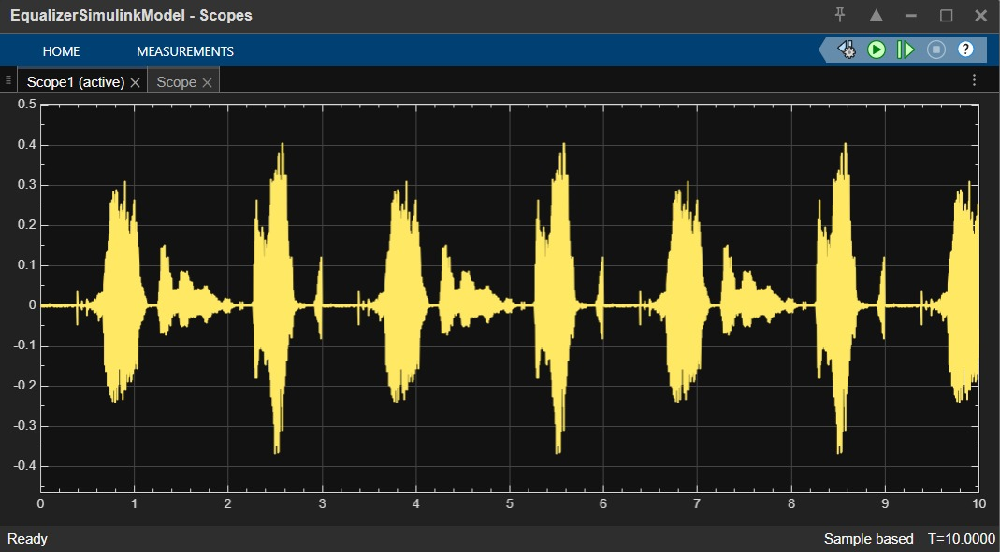 EqualizerSimulinkModel - Scopes
HOME MEASUREMENTS ?
Scope1 (active) Scope
0.5
0.4
0.3
0.2
0.1
0
-0.1
-0.2
-0.3
-0.4
0 1 2 3 4 5 6 7 8 9 10
Ready Sample based T=10.0000